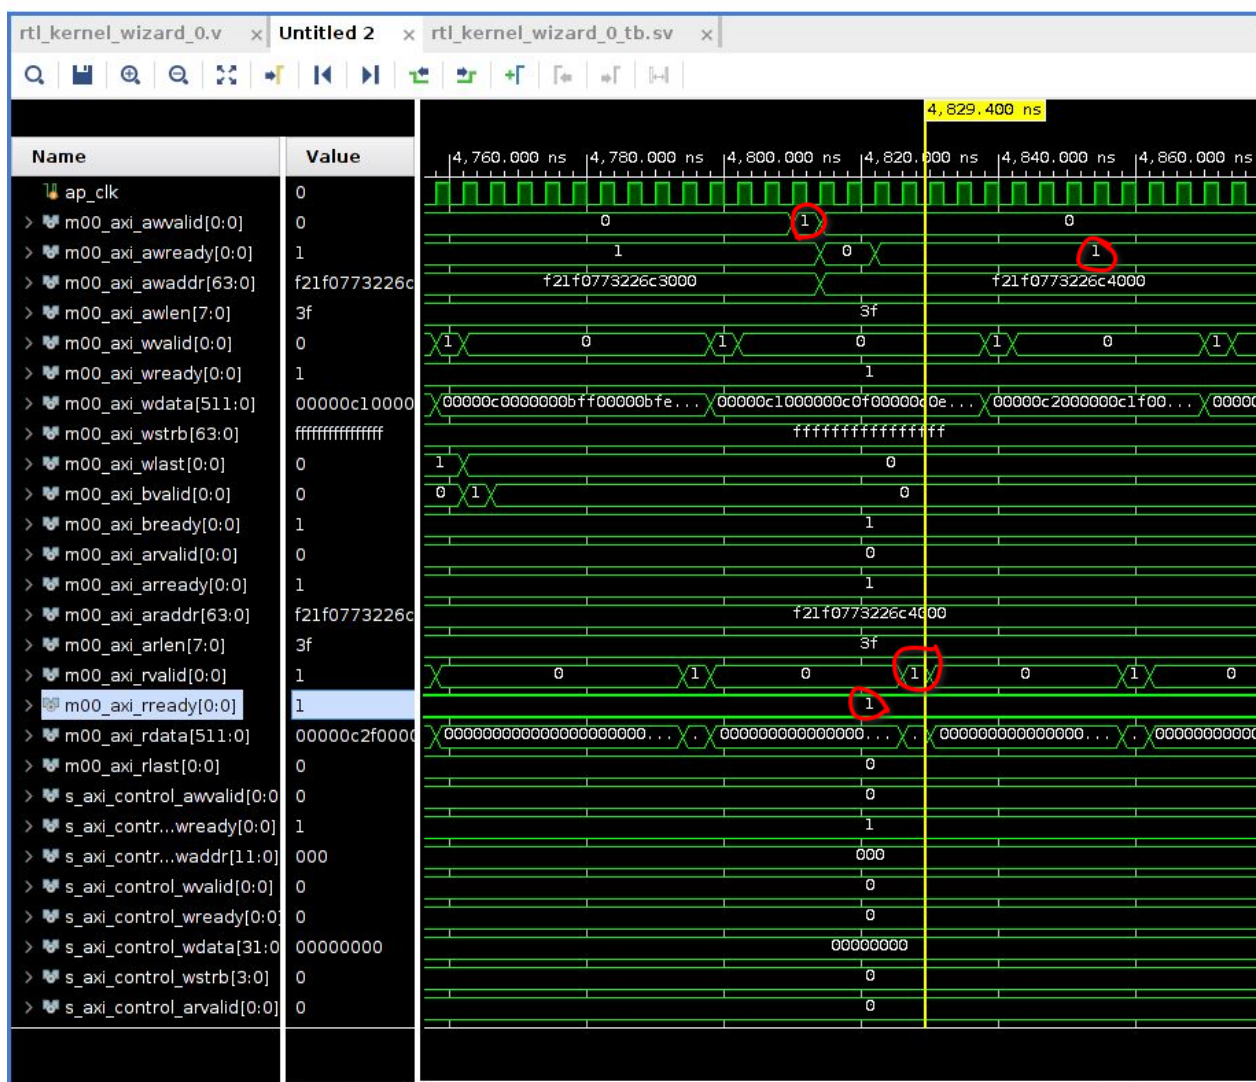 rtl_kernel_wizard_0.v × Untitled 2 × rtl_kernel_wizard_0_tb.sv ×
4,829.400 ns
Name Value 4,760.000 ns 4,780.000 ns 4,800.000 ns 4,820.000 ns 4,840.000 ns 4,860.000 ns
ap_clk 0
m00_axi_awvalid[0:0] 0 0 1 0
m00_axi_awready[0:0] 1 1 0 1
m00_axi_awaddr[63:0] f21f0773226c f21f0773226c3000 f21f0773226c4000
m00_axi_awlen[7:0] 3f 3f
m00_axi_wvalid[0:0] 0 1 0 1 0 1 0 1
m00_axi_wready[0:0] 1 1
m00_axi_wdata[511:0] 00000c10000 00000c0000000bff00000bfe... 00000c1000000c0f00000c0e... 00000c2000000c1f00... 00000
m00_axi_wstrb[63:0] ffffffffffffffff ffffffffffffffff
m00_axi_wlast[0:0] 0 1 0
m00_axi_bvalid[0:0] 0 0 1 0
m00_axi_bready[0:0] 1 1
m00_axi_arvalid[0:0] 0 0
m00_axi_arready[0:0] 1 1
m00_axi_araddr[63:0] f21f0773226c f21f0773226c4000
m00_axi_arlen[7:0] 3f 3f
m00_axi_rvalid[0:0] 1 0 1 0 1 0 1 0
m00_axi_rready[0:0] 1 1
m00_axi_rdata[511:0] 00000c2f0000 0000000000000000000000... . 000000000000000... . 000000000000000... . 00000000
m00_axi_rlast[0:0] 0 0
s_axi_control_awvalid[0:0 0 0
s_axi_contr...wready[0:0] 1 1
s_axi_contr...waddr[11:0] 000 000
s_axi_control_wvalid[0:0] 0 0
s_axi_control_wready[0:0] 0 0
s_axi_control_wdata[31:0 00000000 00000000
s_axi_control_wstrb[3:0] 0 0
s_axi_control_arvalid[0:0] 0 0